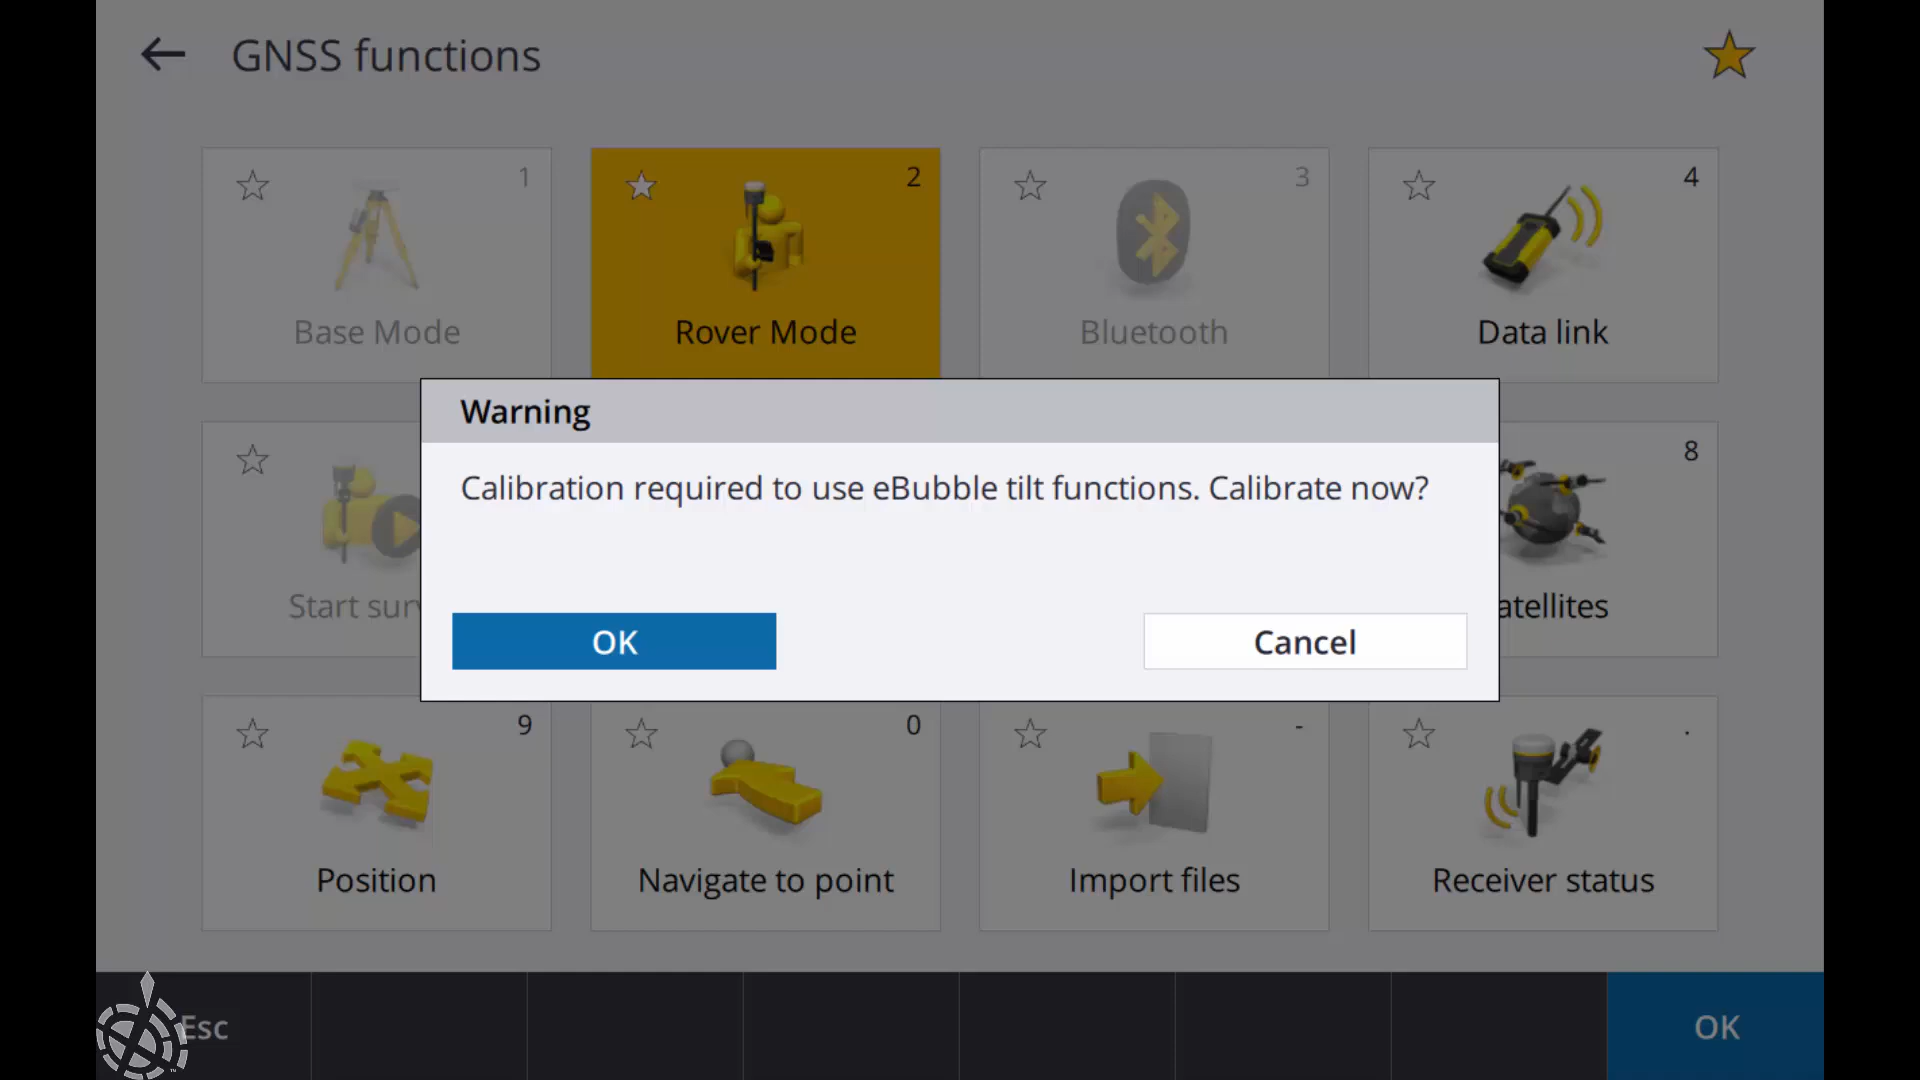 GNSS functions
1
2
3
4
Base Mode
Rover Mode
Bluetooth
Data link
Warning
Calibration required to use eBubble tilt functions. Calibrate now?
OK
Cancel
8
Start surv
atellites
9
0
-
.
Position
Navigate to point
Import files
Receiver status
Esc
OK